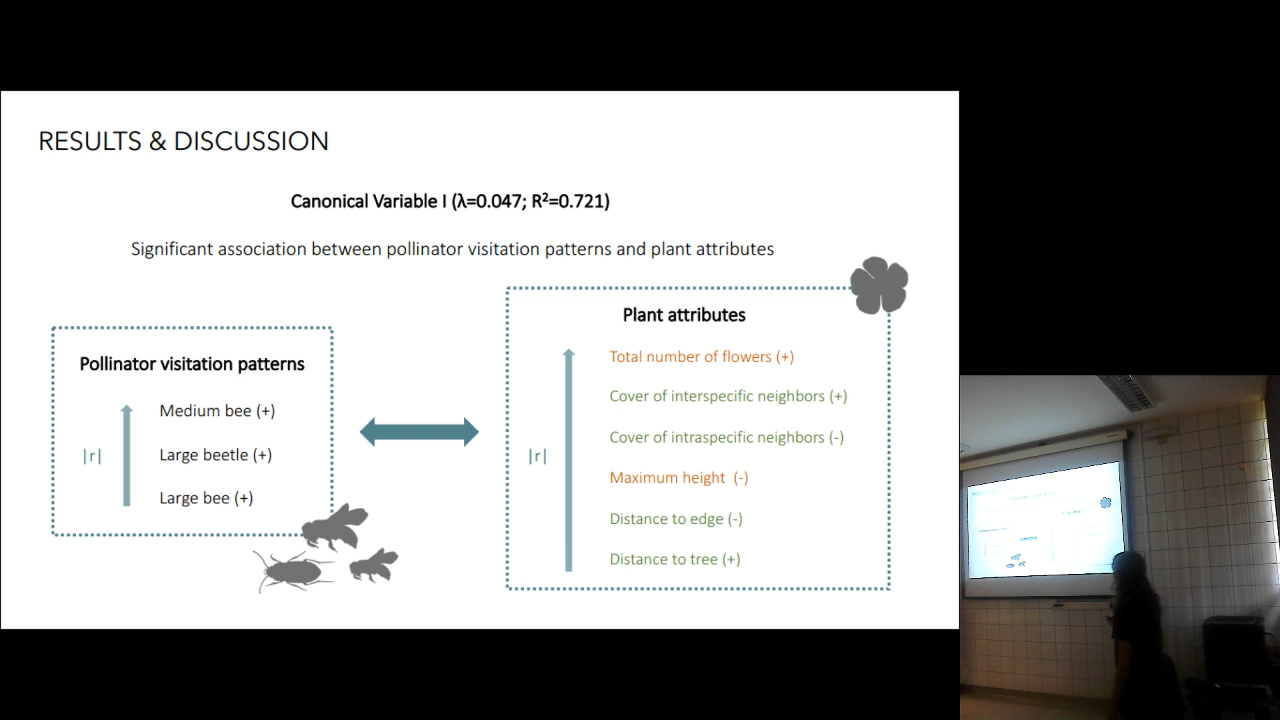 RESULTS & DISCUSSION
Canonical Variable I (λ=0.047; R²=0.721)
Significant association between pollinator visitation patterns and plant attributes
Pollinator visitation patterns
Medium bee (+)
|r|
Large beetle (+)
Large bee (+)
Plant attributes
Total number of flowers (+)
Cover of interspecific neighbors (+)
Cover of intraspecific neighbors (-)
|r|
Maximum height (-)
Distance to edge (-)
Distance to tree (+)